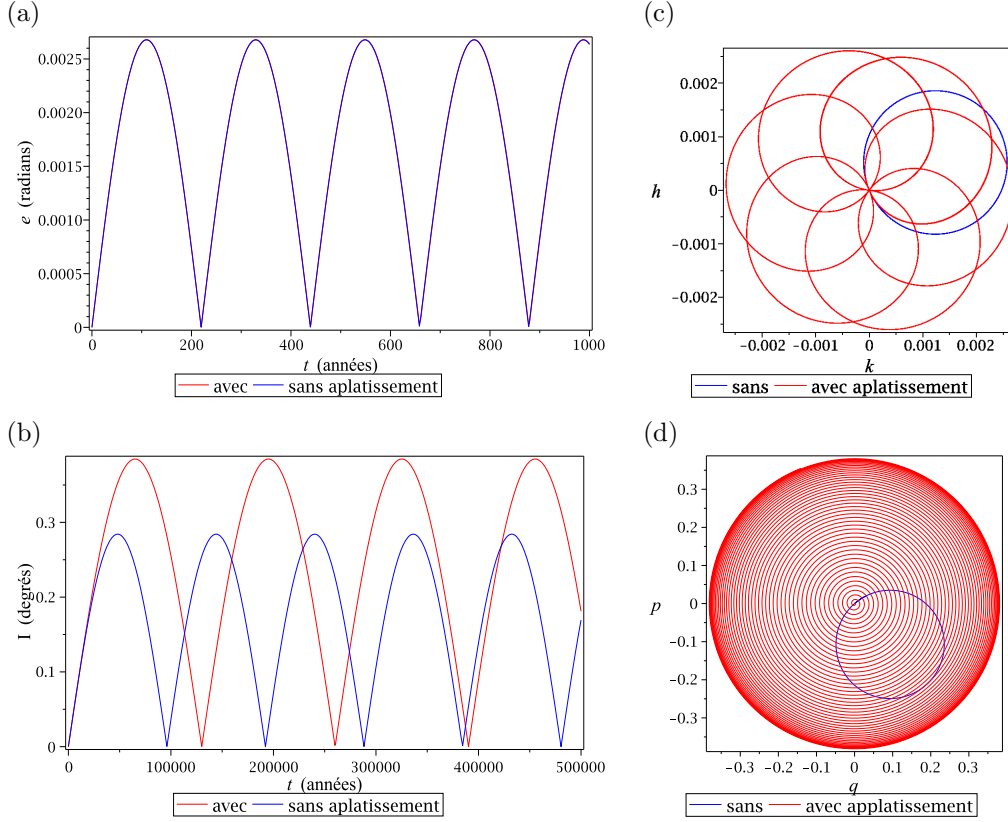 (a)
0.0025
0.0020
0.0015
0.0010
0.0005
0
e (radians)
0 200 400 600 800 1000
t (années)
avec sans aplatissement
(c)
0.002
0.001
0
-0.001
-0.002
h
-0.002 -0.001 0 0.001 0.002
k
sans avec aplatissement
(b)
0.3
0.2
0.1
0
I (degrés)
0 100000 200000 300000 400000 500000
t (années)
avec sans aplatissement
(d)
0.3
0.2
0.1
0
-0.1
-0.2
-0.3
p
-0.3 -0.2 -0.1 0 0.1 0.2 0.3
q
sans avec applatissement